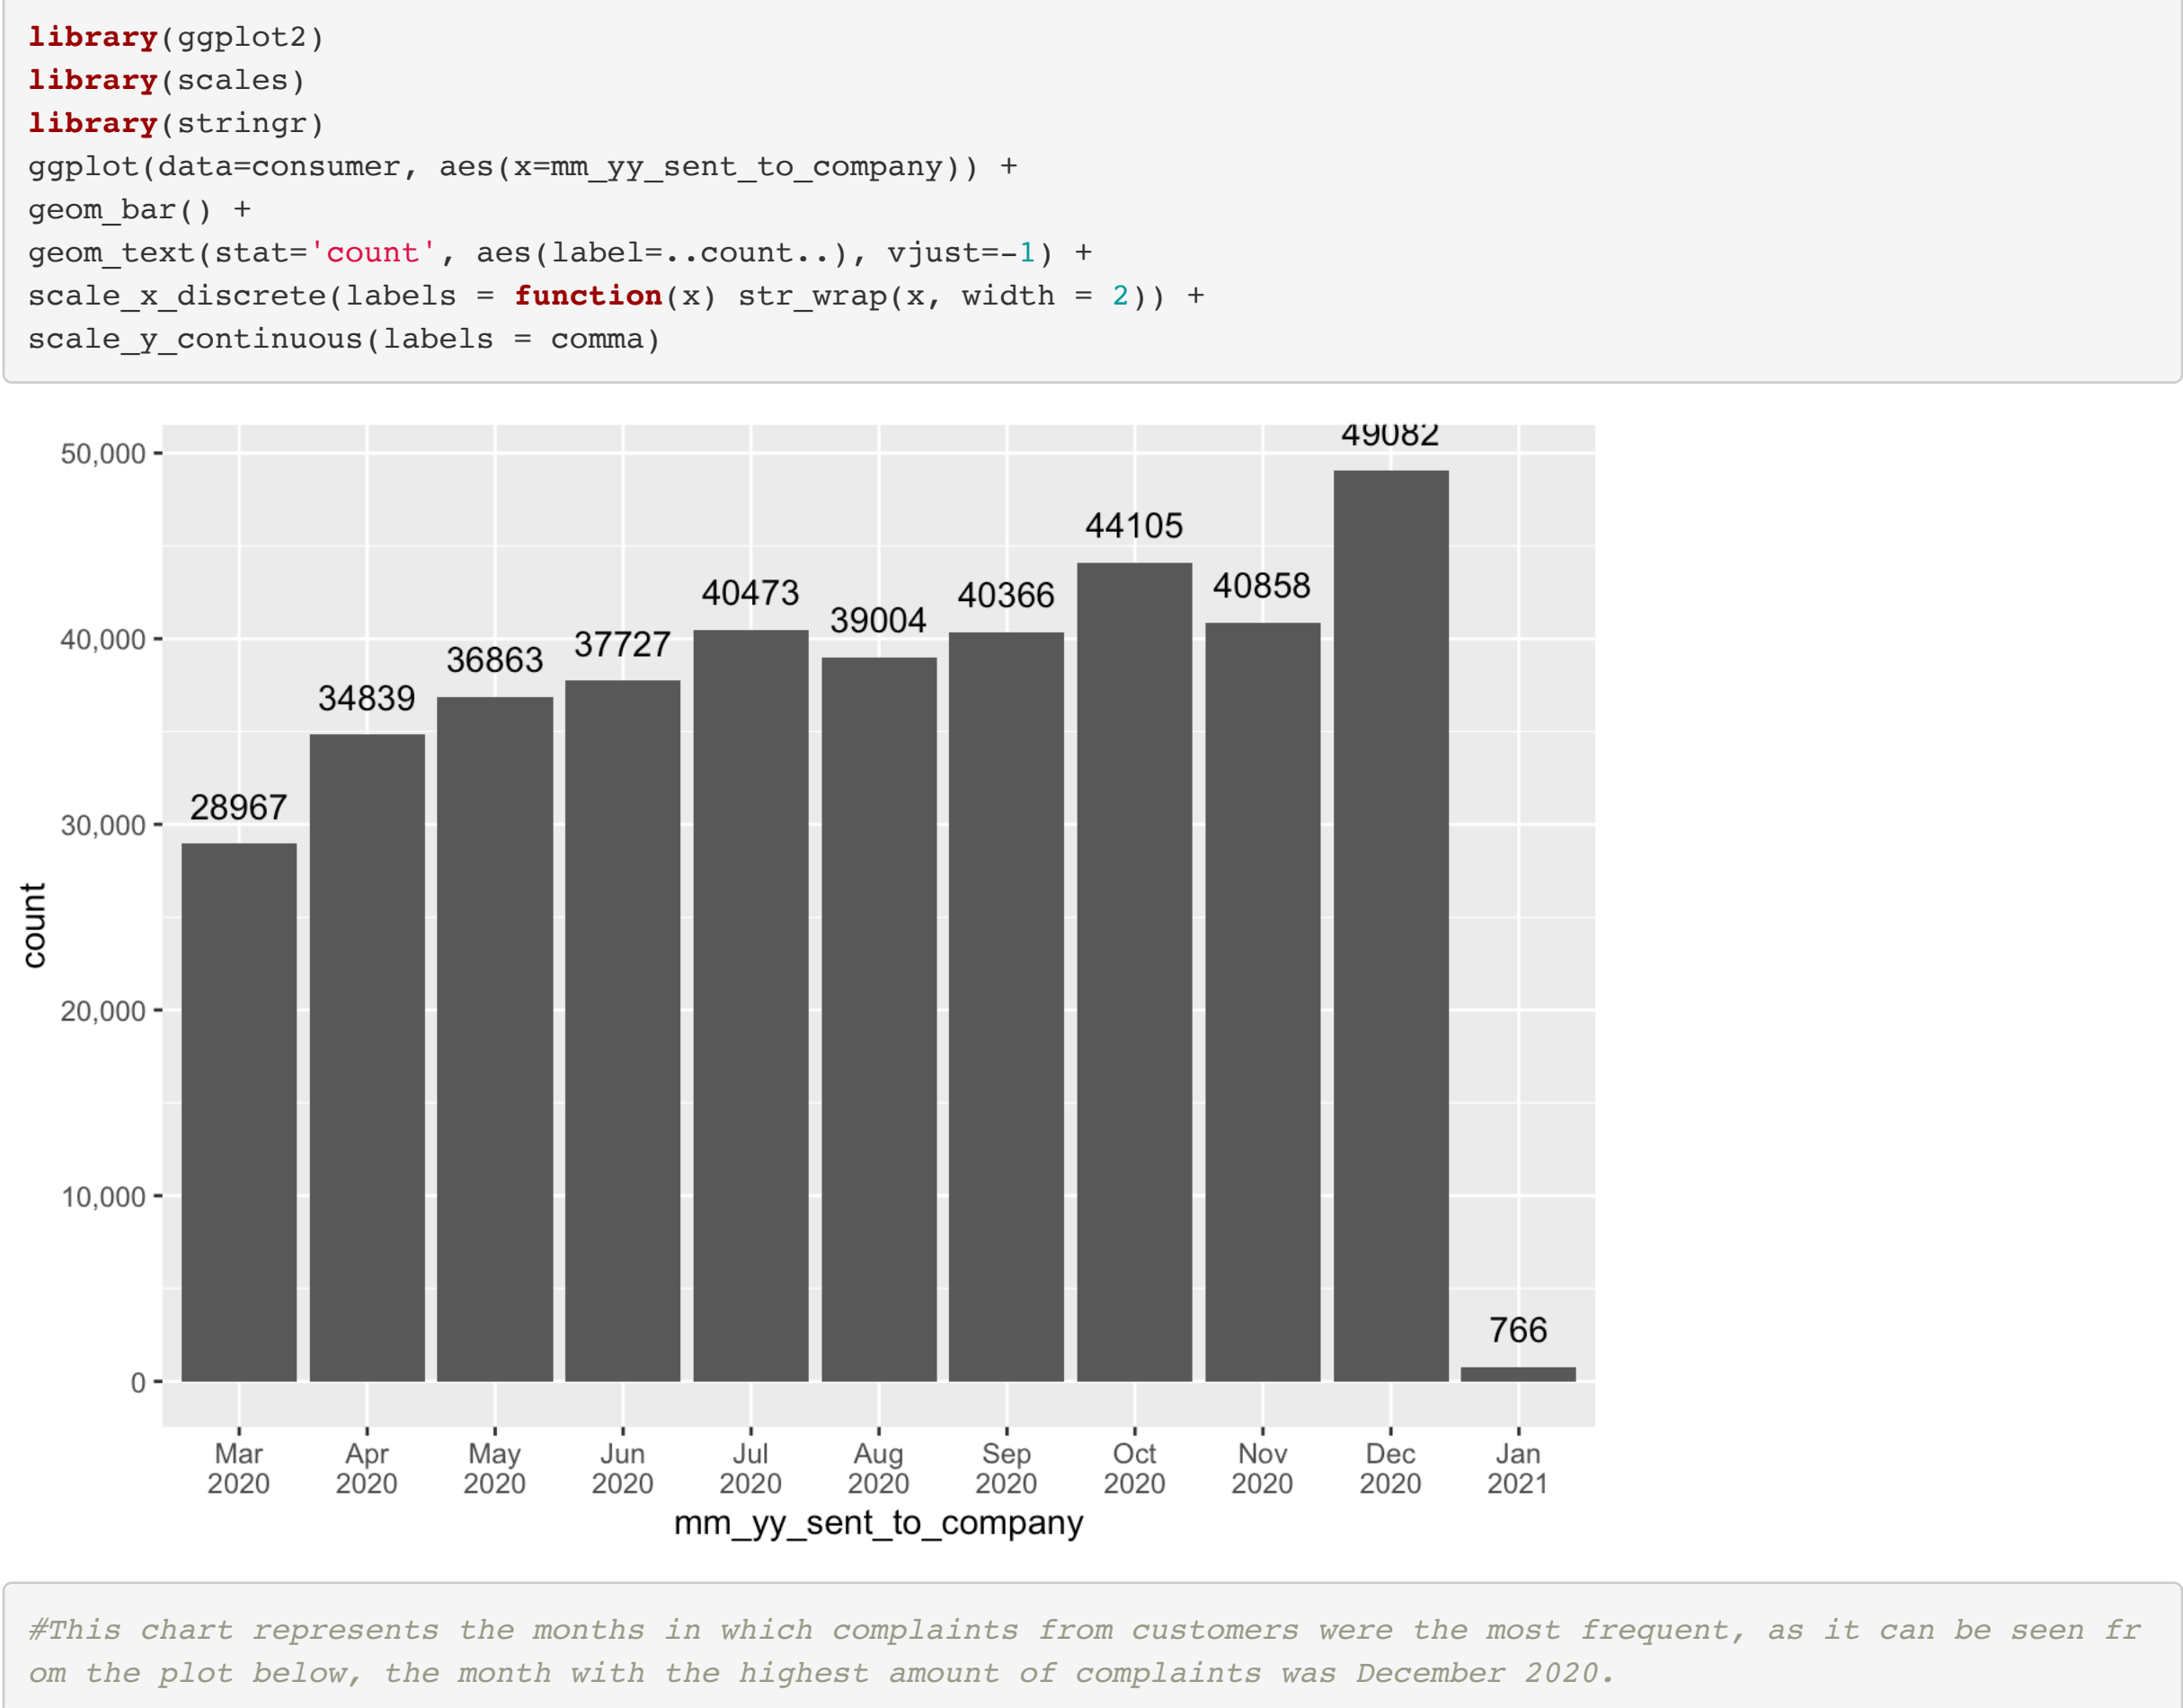 library(ggplot2)
library(scales)
library(stringr)
ggplot(data=consumer, aes(x=mm_yy_sent_to_company)) +
geom_bar() +
geom_text(stat='count', aes(label=..count..), vjust=-1) +
scale_x_discrete(labels = function(x) str_wrap(x, width = 2)) +
scale_y_continuous(labels = comma)
50,000
40,000
30,000
20,000
10,000
0
count
28967
34839
36863
37727
40473
39004
40366
44105
40858
49082
766
Mar
2020
Apr
2020
May
2020
Jun
2020
Jul
2020
Aug
2020
Sep
2020
Oct
2020
Nov
2020
Dec
2020
Jan
2021
mm_yy_sent_to_company
#This chart represents the months in which complaints from customers were the most frequent, as it can be seen fr
om the plot below, the month with the highest amount of complaints was December 2020.